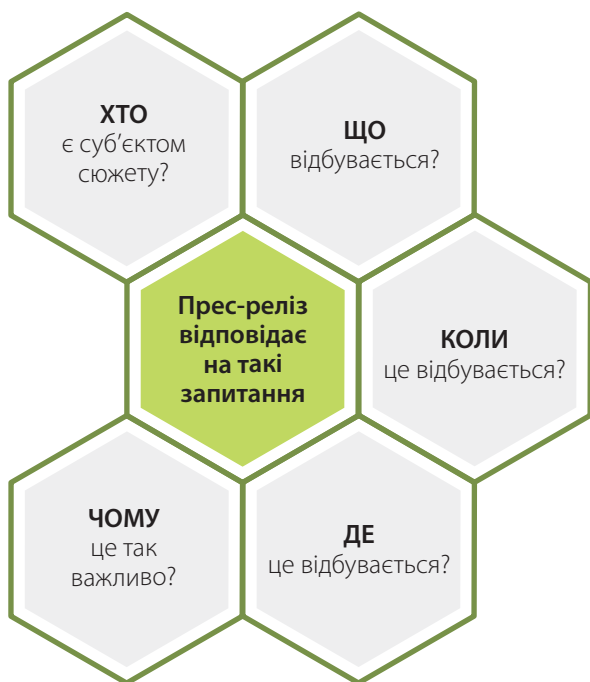 ХТО
є суб’єктом
сюжету?
ЩО
відбувається?
Прес-реліз
відповідає
на такі
запитання
КОЛИ
це відбувається?
ЧОМУ
це так
важливо?
ДЕ
це відбувається?